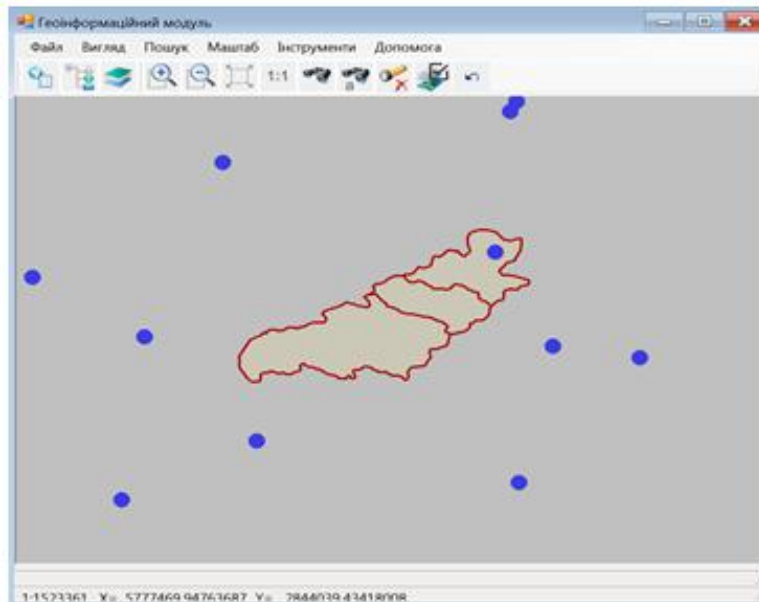 Геоінформаційний модуль
Файл Вигляд Пошук Маштаб Інструменти Допомога
1:1
1:1523361 X= 5777469,94763687 Y= 2844039,43418008